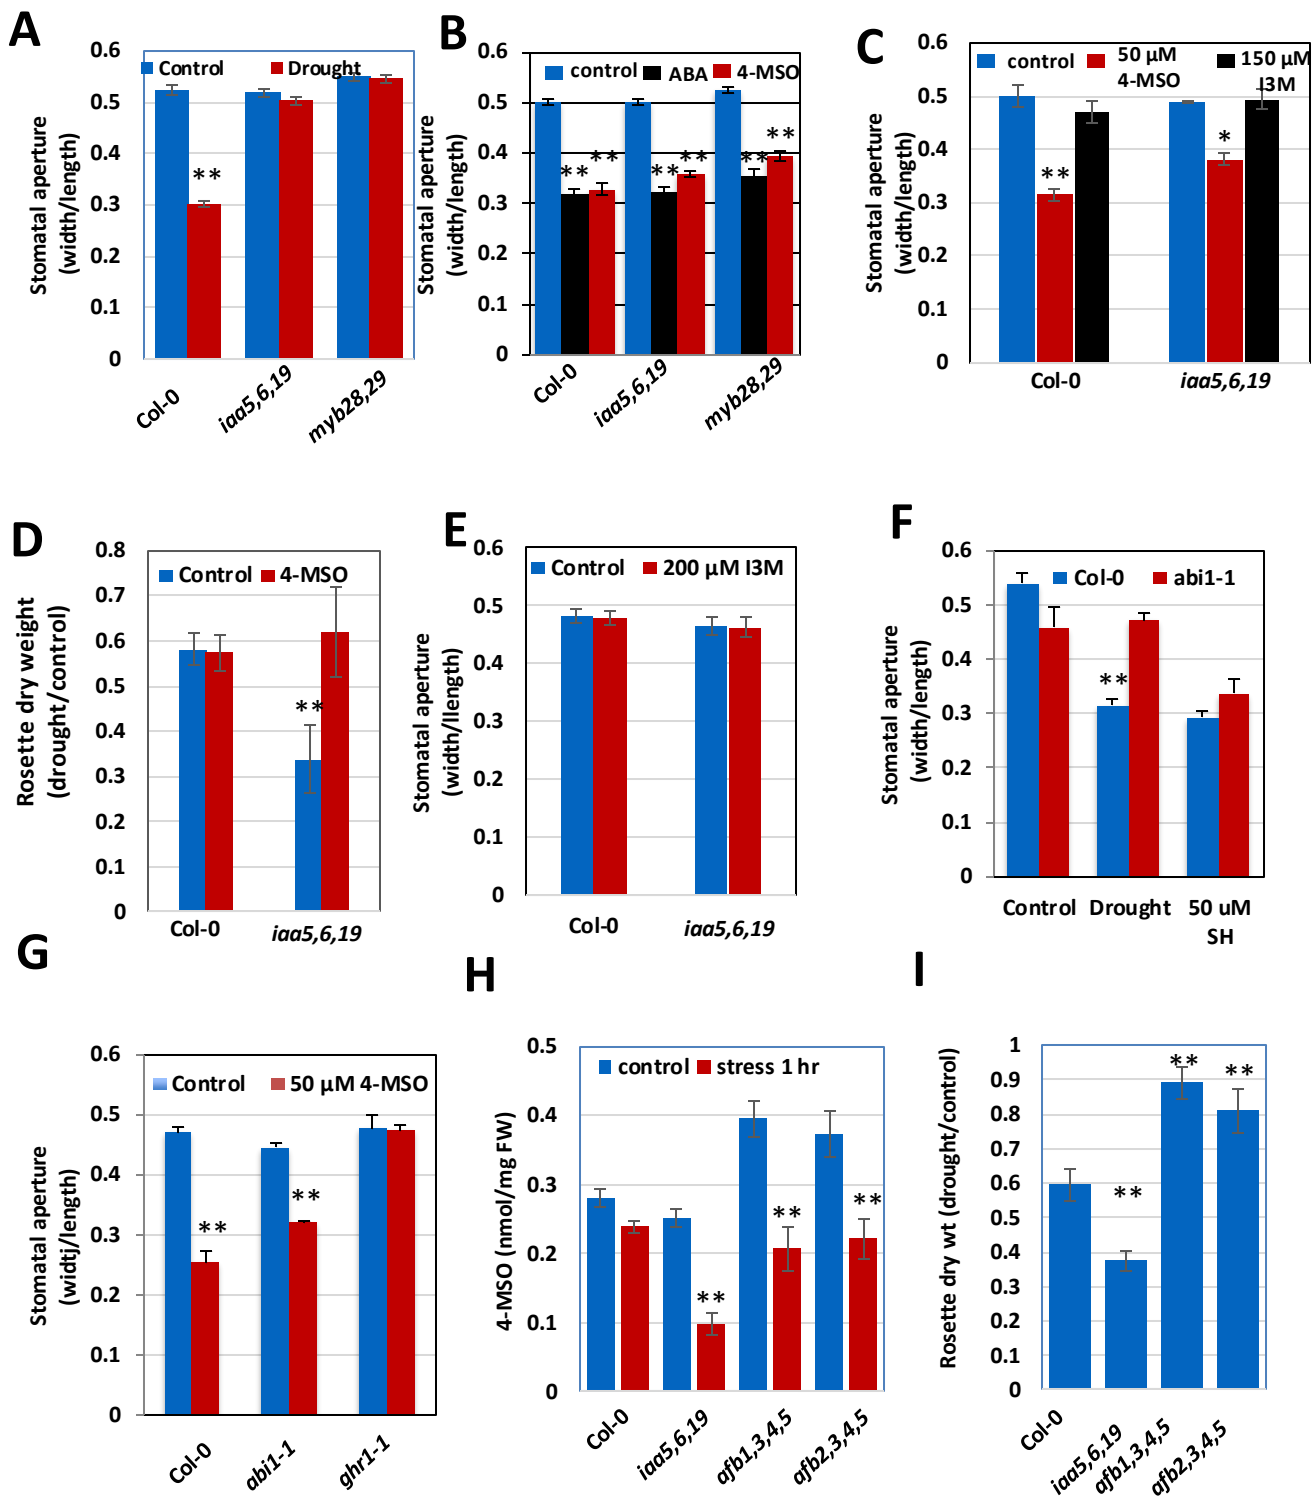 A
0.6
0.5
0.4
0.3
0.2
0.1
0
Control
Drought
**
Stomatal aperture
(width/length)
Col-0
iaa5,6,19
myb28,29
B
0.6
0.5
0.4
0.3
0.2
0.1
0
control
ABA
4-MSO
** ** ** ** ** **
Stomatal aperture
(width/length)
Col-0
iaa5,6,19
myb28,29
C
0.6
0.5
0.4
0.3
0.2
0.1
0
control
50 µM
4-MSO
150 µM
I3M
**
*
Stomatal aperture
(width/length)
Col-0
iaa5,6,19
D
0.8
0.7
0.6
0.5
0.4
0.3
0.2
0.1
0
Control
4-MSO
**
Rosette dry weight
(drought/control)
Col-0
iaa5,6,19
E
0.6
0.5
0.4
0.3
0.2
0.1
0
Control
200 µM I3M
Stomatal aperture
(width/llength)
Col-0
iaa5,6,19
F
0.6
0.5
0.4
0.3
0.2
0.1
0
Col-0
abi1-1
**
Stomatal aperture
(width/length)
Control
Drought
50 uM
SH
G
0.6
0.5
0.4
0.3
0.2
0.1
0
Control
50 µM 4-MSO
**
**
Stomatal aperture
(widtj/length)
Col-0
abi1-1
ghr1-1
H
0.5
0.4
0.3
0.2
0.1
0
control
stress 1 hr
**
**
**
4-MSO (nmol/mg FW)
Col-0
iaa5,6,19
afb1,3,4,5
afb2,3,4,5
I
1
0.9
0.8
0.7
0.6
0.5
0.4
0.3
0.2
0.1
0
**
**
**
Rosette dry wt (drought/control)
Col-0
iaa5,6,19
afb1,3,4,5
afb2,3,4,5